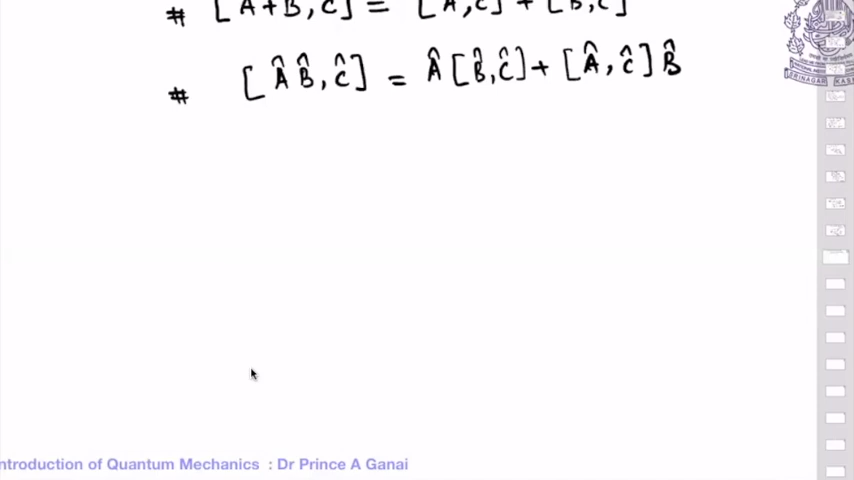 # [A+B,C] = [A,C] + [B,C]
# [ÂB̂,Ĉ] = Â[B̂,Ĉ] + [Â,Ĉ]B̂
ntroduction of Quantum Mechanics : Dr Prince A Ganai